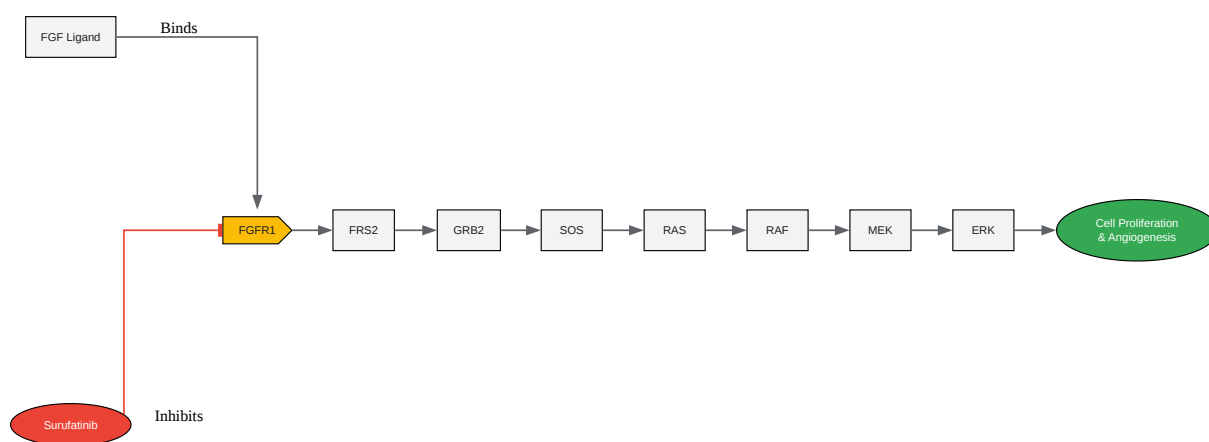 FGF Ligand
Binds
FGFR1
FRS2
GRB2
SOS
RAS
RAF
MEK
ERK
Cell Proliferation
& Angiogenesis
Inhibits
Surufatinib